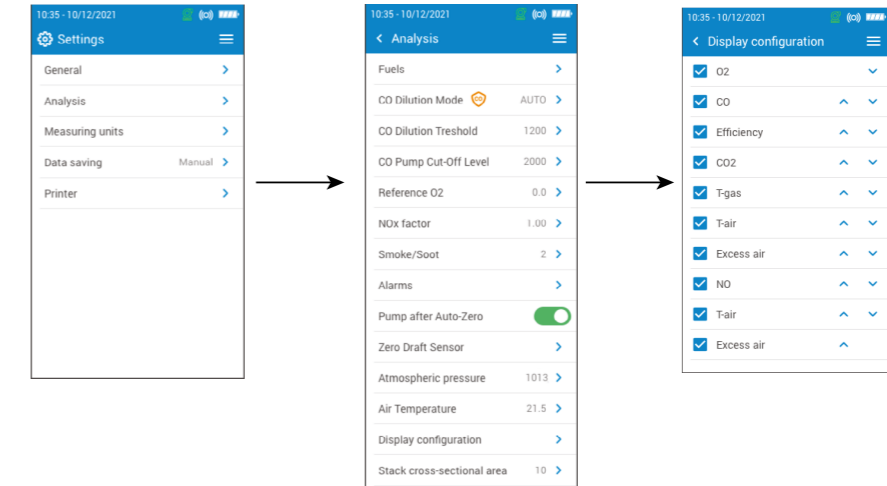 10:35 - 10/12/2021
Settings
General
Analysis
Measuring units
Data saving Manual
Printer
10:35 - 10/12/2021
Analysis
Fuels
CO Dilution Mode CO AUTO
CO Dilution Treshold 1200
CO Pump Cut-Off Level 2000
Reference O2 0.0
NOx factor 1.00
Smoke/Soot 2
Alarms
Pump after Auto-Zero
Zero Draft Sensor
Atmospheric pressure 1013
Air Temperature 21.5
Display configuration
Stack cross-sectional area 10
10:35 - 10/12/2021
Display configuration
O2
CO
Efficiency
CO2
T-gas
T-air
Excess air
NO
T-air
Excess air